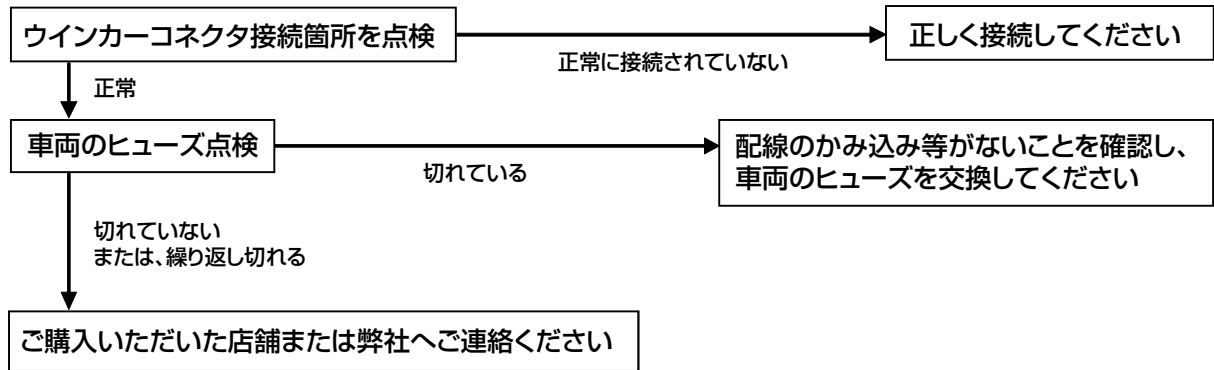 ウインカーコネクタ接続箇所を点検
正常に接続されていない
正しく接続してください
正常
車両のヒューズ点検
切れている
配線のかみ込み等がないことを確認し、
車両のヒューズを交換してください
切れていない
または、繰り返し切れる
ご購入いただいた店舗または弊社へご連絡ください